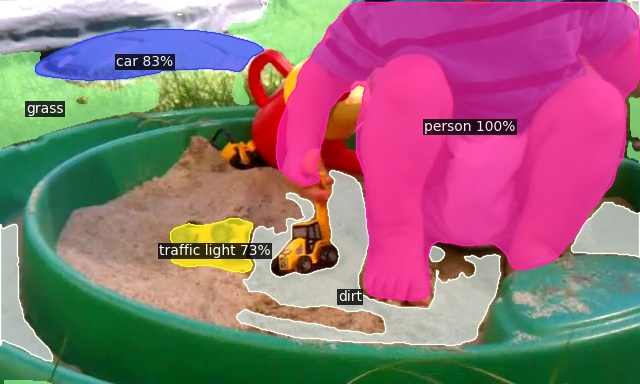 car 83%
grass
person 100%
traffic light 73%
dirt